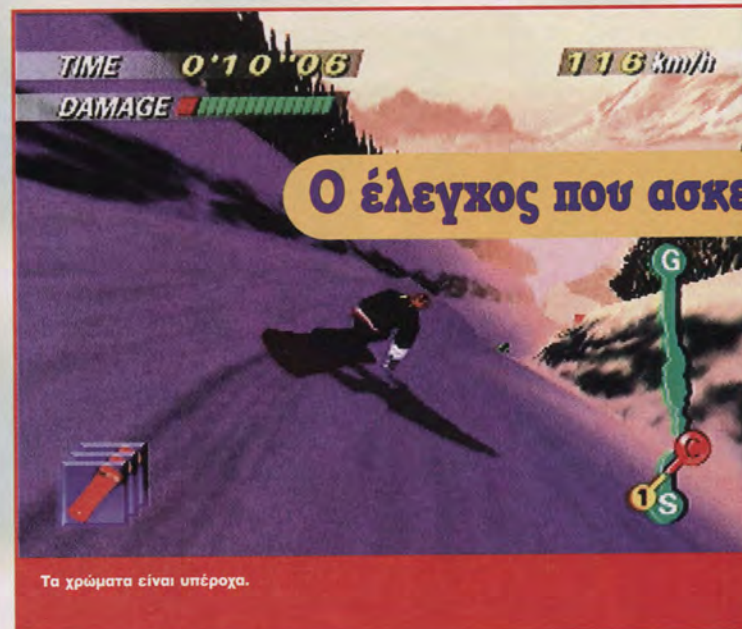 TIME 0'10"06
116 km/h
DAMAGE
Ο έλεγχος που ασκε
G
C
1
S
Τα χρώματα είναι υπέροχα.